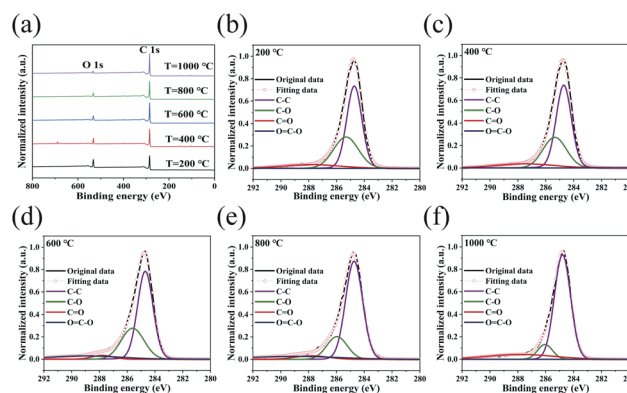 (a)
C 1s
O 1s
T=1000 °C
T=800 °C
T=600 °C
T=400 °C
T=200 °C
800 600 400 200 0
Binding energy (eV)
(b)
200 °C
Normalized intensity (a.u.)
1.0
0.8
0.6
0.4
0.2
0.0
Original data
Fitting data
C-C
C-O
C=O
O=C-O
292 290 288 286 284 282 280
Binding energy (eV)
(c)
400 °C
Normalized intensity (a.u.)
1.0
0.8
0.6
0.4
0.2
0.0
Original data
Fitting data
C-C
C-O
C=O
O=C-O
292 290 288 286 284 282 280
Binding energy (eV)
(d)
600 °C
Normalized intensity (a.u.)
1.0
0.8
0.6
0.4
0.2
0.0
Original data
Fitting data
C-C
C-O
C=O
O=C-O
292 290 288 286 284 282 280
Binding energy (eV)
(e)
800 °C
Normalized intensity (a.u.)
1.0
0.8
0.6
0.4
0.2
0.0
Original data
Fitting data
C-C
C-O
C=O
O=C-O
292 290 288 286 284 282 280
Binding energy (eV)
(f)
1000 °C
Normalized intensity (a.u.)
1.0
0.8
0.6
0.4
0.2
0.0
Original data
Fitting data
C-C
C-O
C=O
O=C-O
292 290 288 286 284 282
Binding energy (eV)